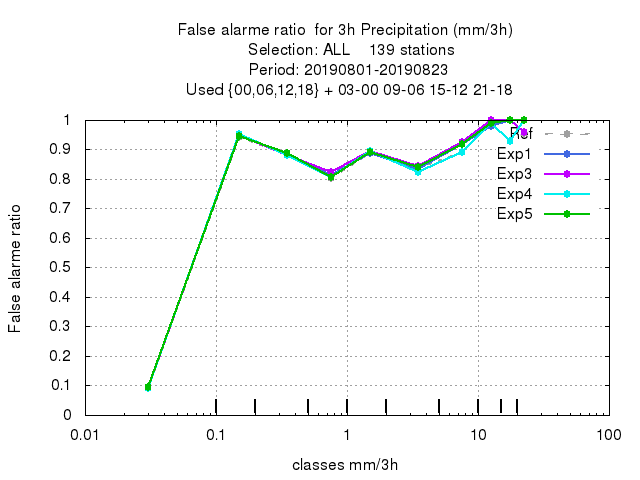 False alarme ratio  for 3h Precipitation (mm/3h)
Selection: ALL    139 stations
Period: 20190801-20190823
Used {00,06,12,18} + 03-00 09-06 15-12 21-18
1
0.9
0.8
0.7
0.6
0.5
0.4
0.3
0.2
0.1
0
False alarme ratio
Ref
Exp1
Exp3
Exp4
Exp5
0.01
0.1
1
10
100
classes mm/3h